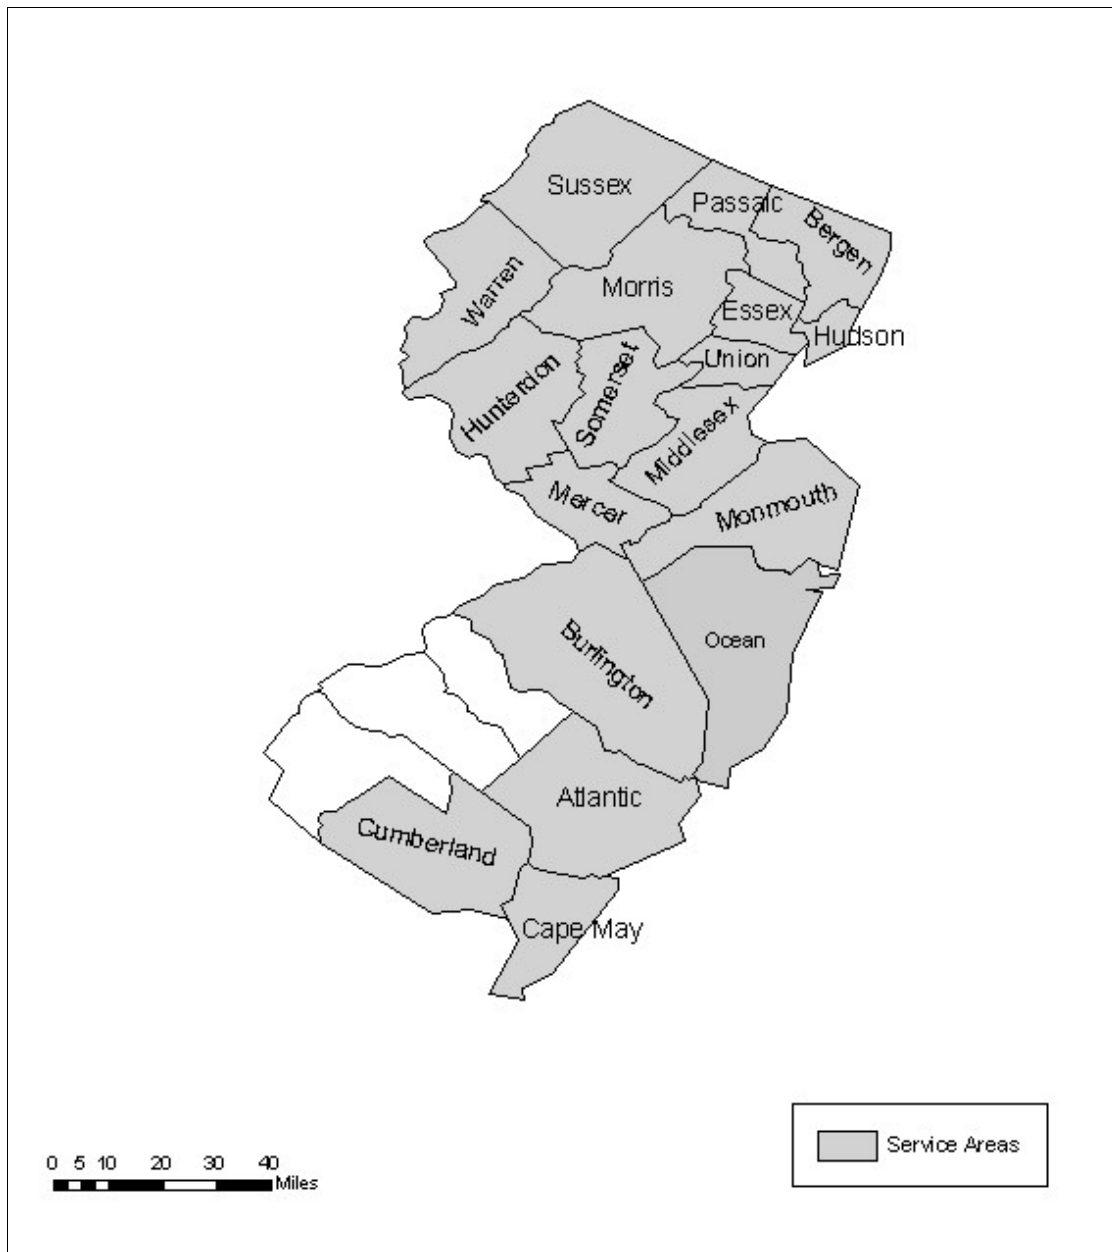 Sussex
Passaic
Bergen
Warren
Morris
Essex
Hudson
Union
Hunterdon
Somerset
Middlesex
Mercer
Monmouth
Ocean
Burlington
Atlantic
Cumberland
Cape May
Service Areas
0 5 10 20 30 40
Miles